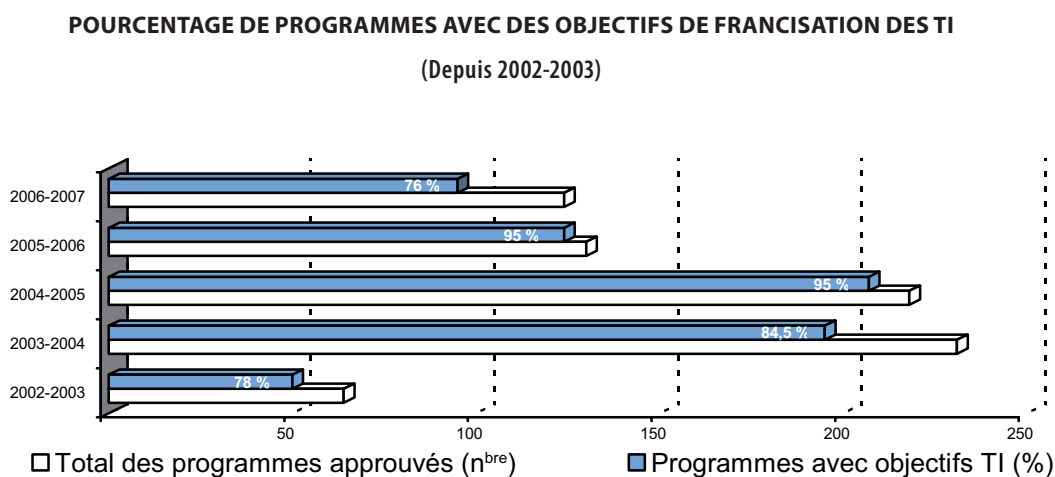 POURCENTAGE DE PROGRAMMES AVEC DES OBJECTIFS DE FRANCISATION DES TI
(Depuis 2002-2003)
2006-2007
76 %
2005-2006
95 %
2004-2005
95 %
2003-2004
84,5 %
2002-2003
78 %
50 100 150 200 250
Total des programmes approuvés (nbre) Programmes avec objectifs TI (%)